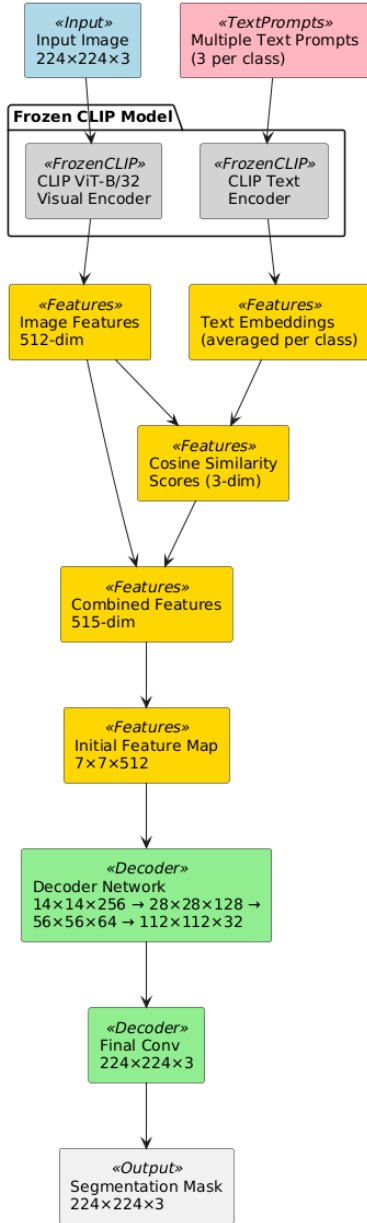 «Input»
Input Image
224×224×3
«TextPrompts»
Multiple Text Prompts
(3 per class)
Frozen CLIP Model
«FrozenCLIP»
CLIP ViT-B/32
Visual Encoder
«FrozenCLIP»
CLIP Text
Encoder
«Features»
Image Features
512-dim
«Features»
Text Embeddings
(averaged per class)
«Features»
Cosine Similarity
Scores (3-dim)
«Features»
Combined Features
515-dim
«Features»
Initial Feature Map
7×7×512
«Decoder»
Decoder Network
14×14×256 → 28×28×128 →
56×56×64 → 112×112×32
«Decoder»
Final Conv
224×224×3
«Output»
Segmentation Mask
224×224×3